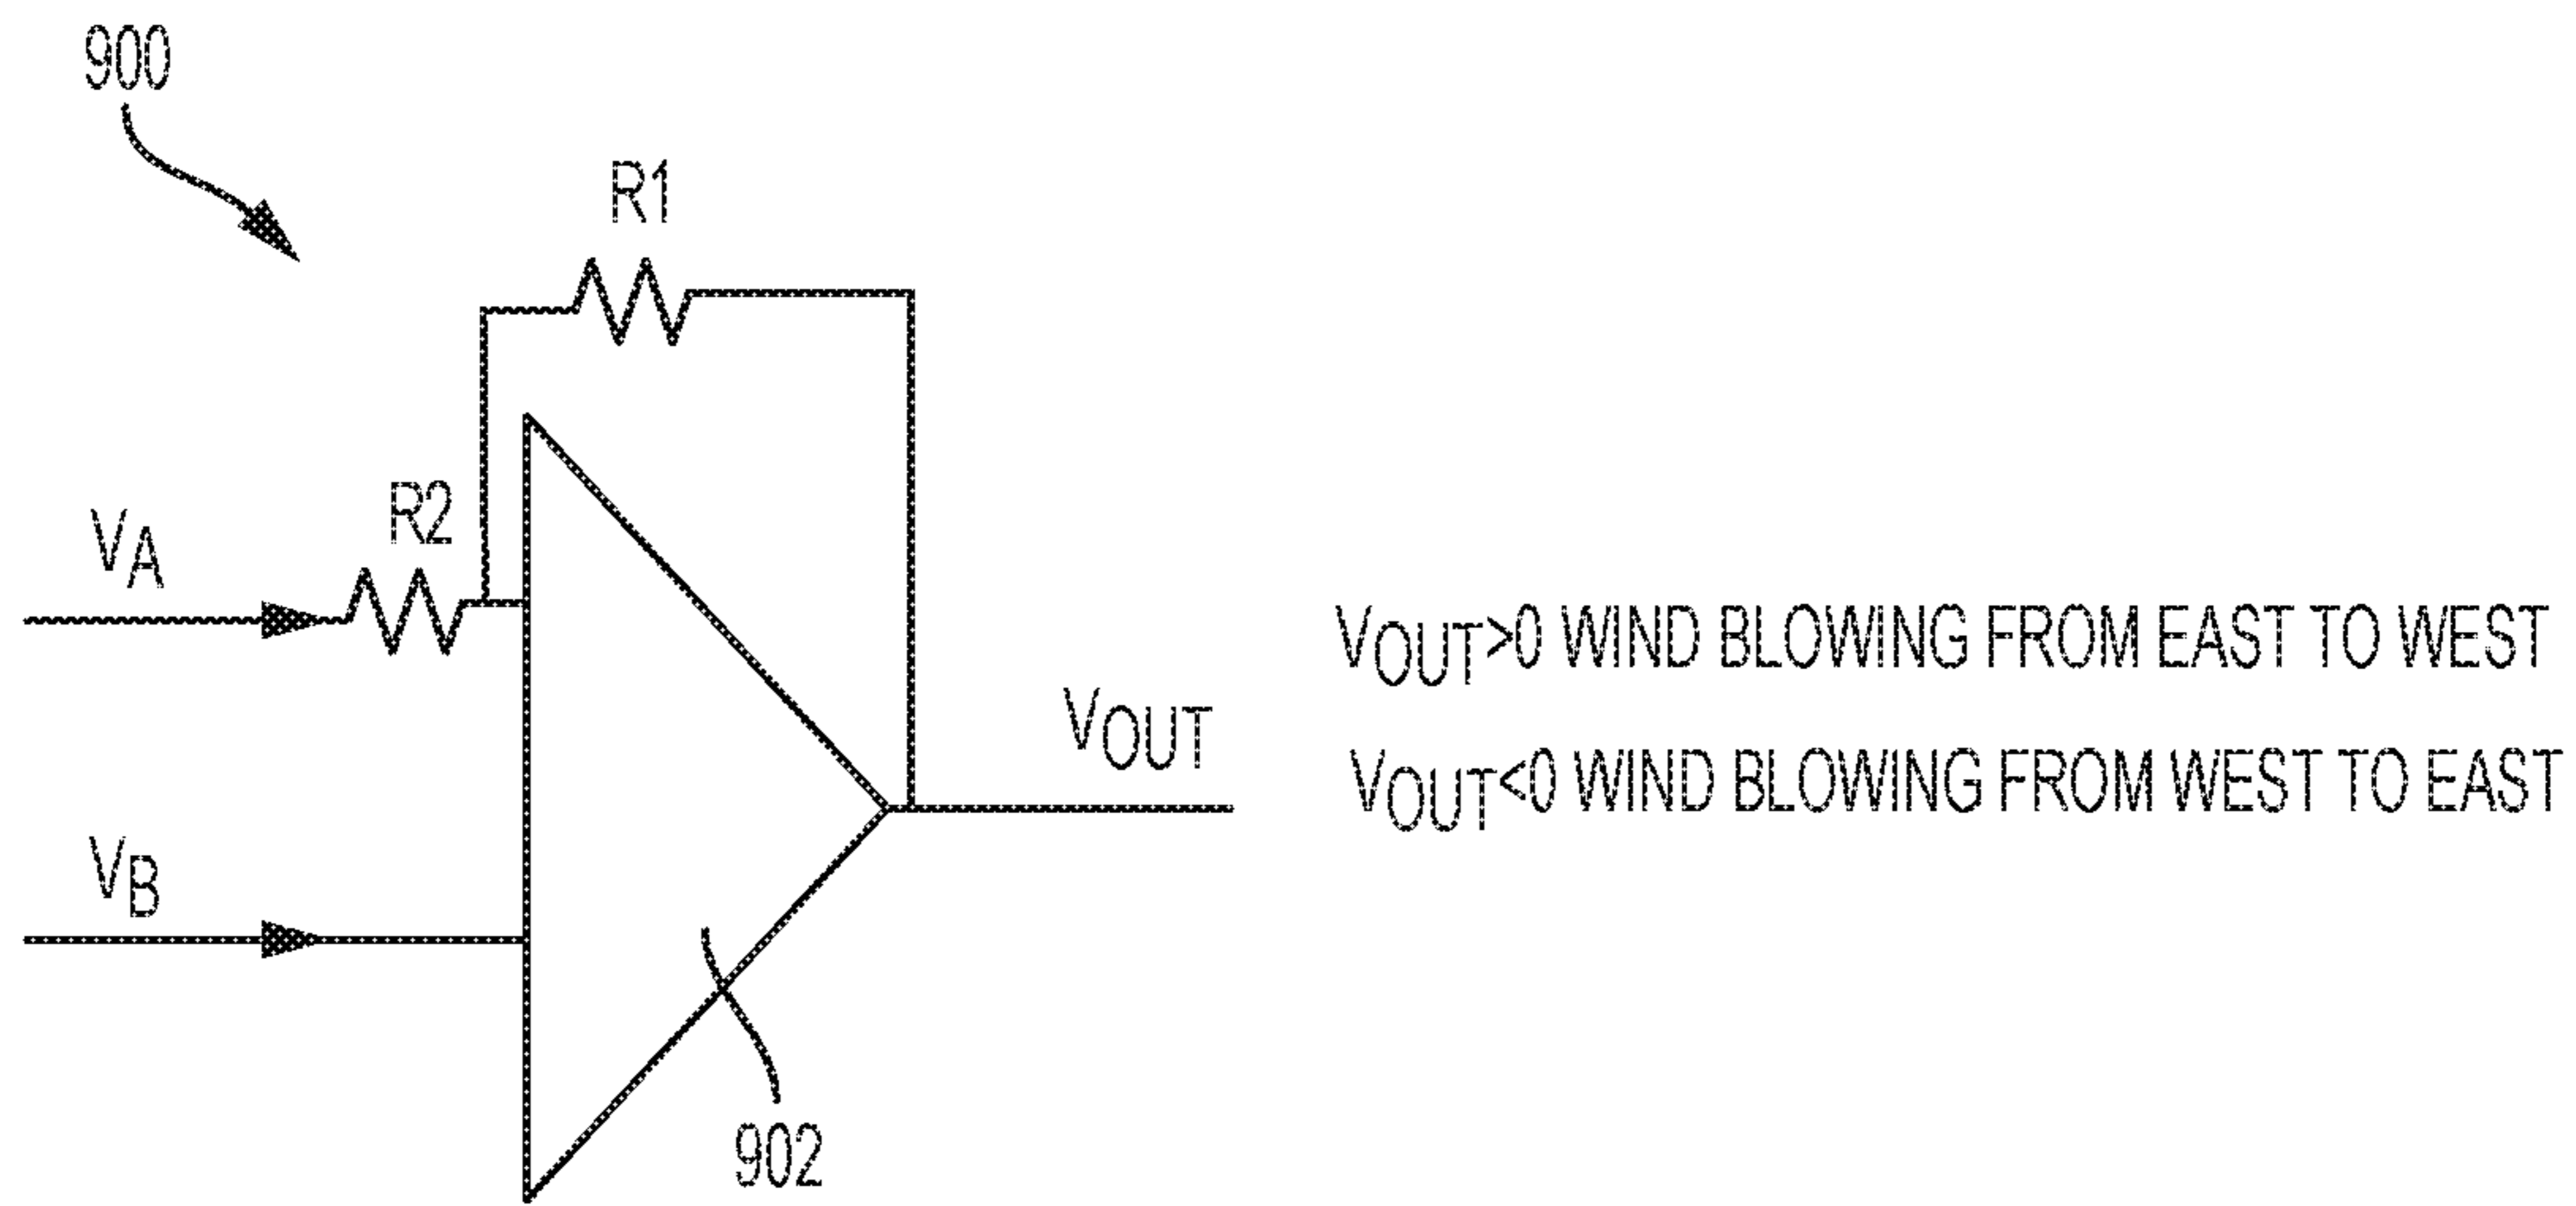 900
R1
R2
VA
VOUT>0 WIND BLOWING FROM EAST TO WEST
VOUT
VOUT<0 WIND BLOWING FROM WEST TO EAST
VB
902